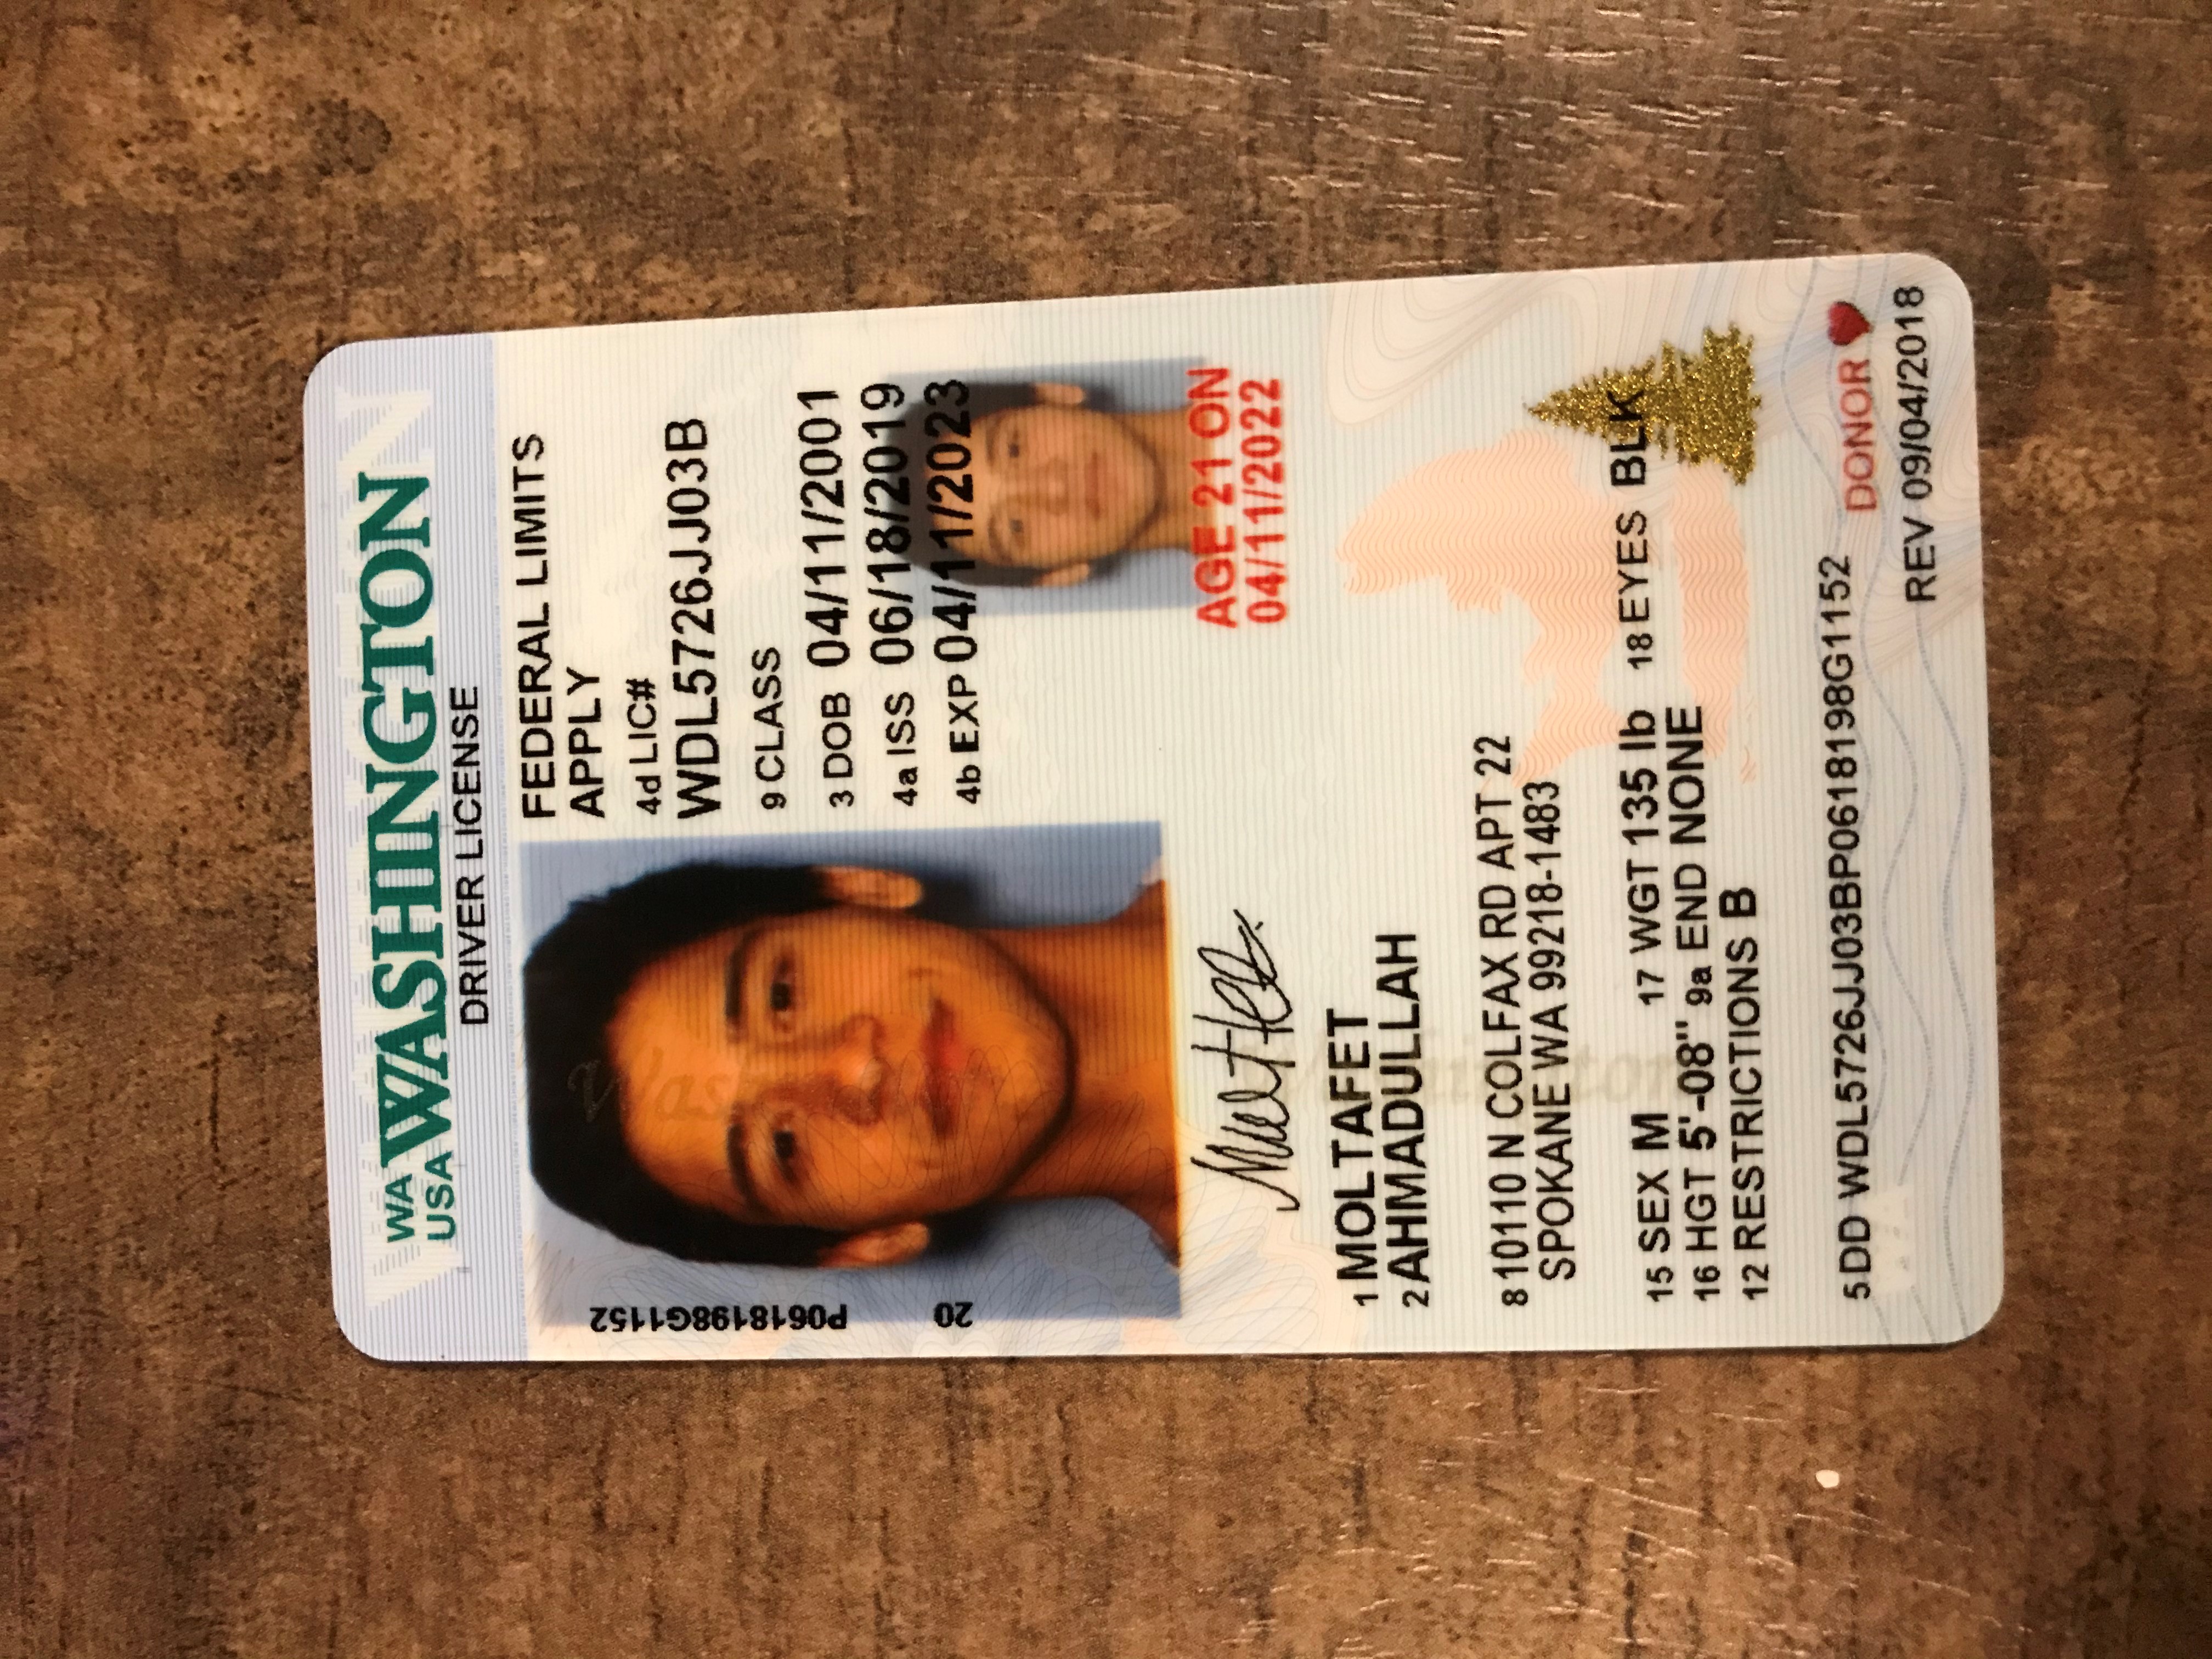 WA
USA WASHINGTON
DRIVER LICENSE
FEDERAL LIMITS
APPLY
4d LIC#
WDL5726JJ03B
9 CLASS
3 DOB 04/11/2001
4a ISS 06/18/2019
4b EXP 04/11/2023
AGE 21 ON
04/11/2022
P0618198G1152
20
1 MOLTAFET
2 AHMADULLAH
8 10110 N COLFAX RD APT 22
SPOKANE WA 99218-1483
15 SEX M 17 WGT 135 lb 18 EYES BLK
16 HGT 5'-08" 9a END NONE
12 RESTRICTIONS B
DONOR
5 DD WDL5726JJ03BP0618198G1152
REV 09/04/2018